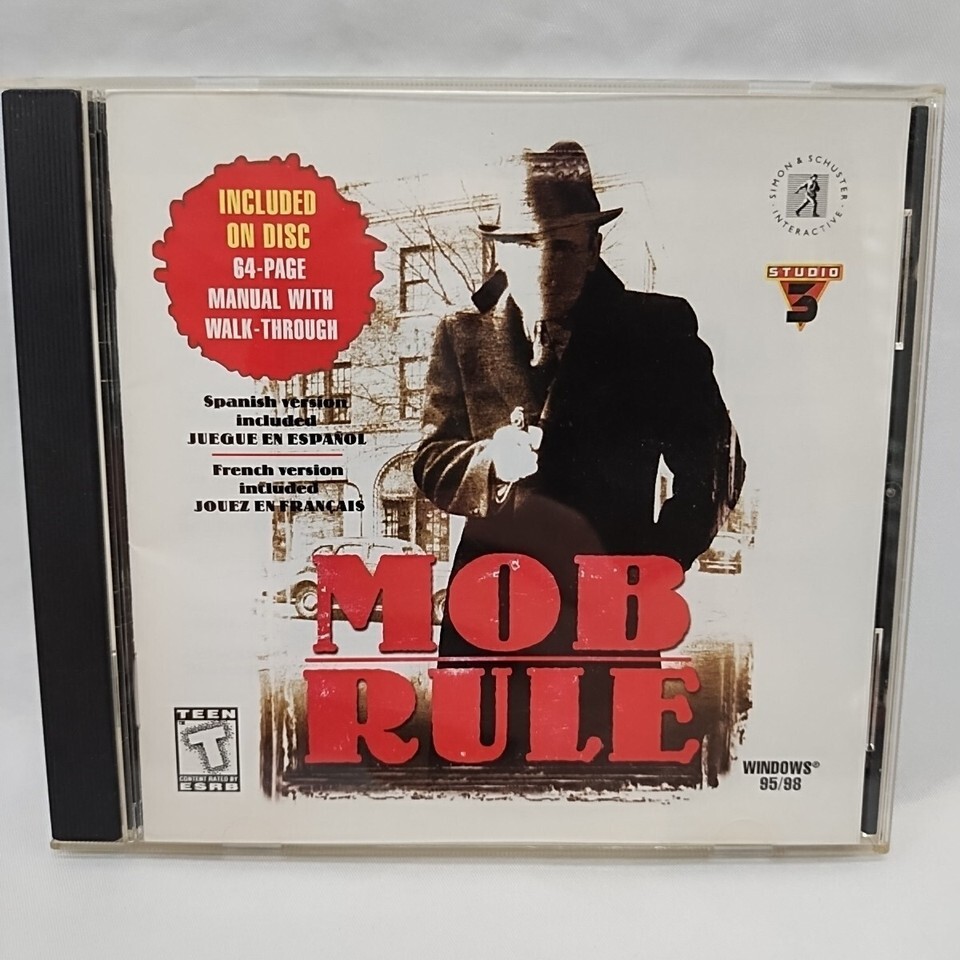 INCLUDED
ON DISC
64-PAGE
MANUAL WITH
WALK-THROUGH
Spanish version
included
JUEGUE EN ESPAÑOL
French version
included
JOUEZ EN FRANÇAIS
SIMON & SCHUSTER
INTERACTIVE
STUDIO
3
MOB
RULE
TEEN
T
CONTENT RATED BY
ESRB
WINDOWS®
95/98